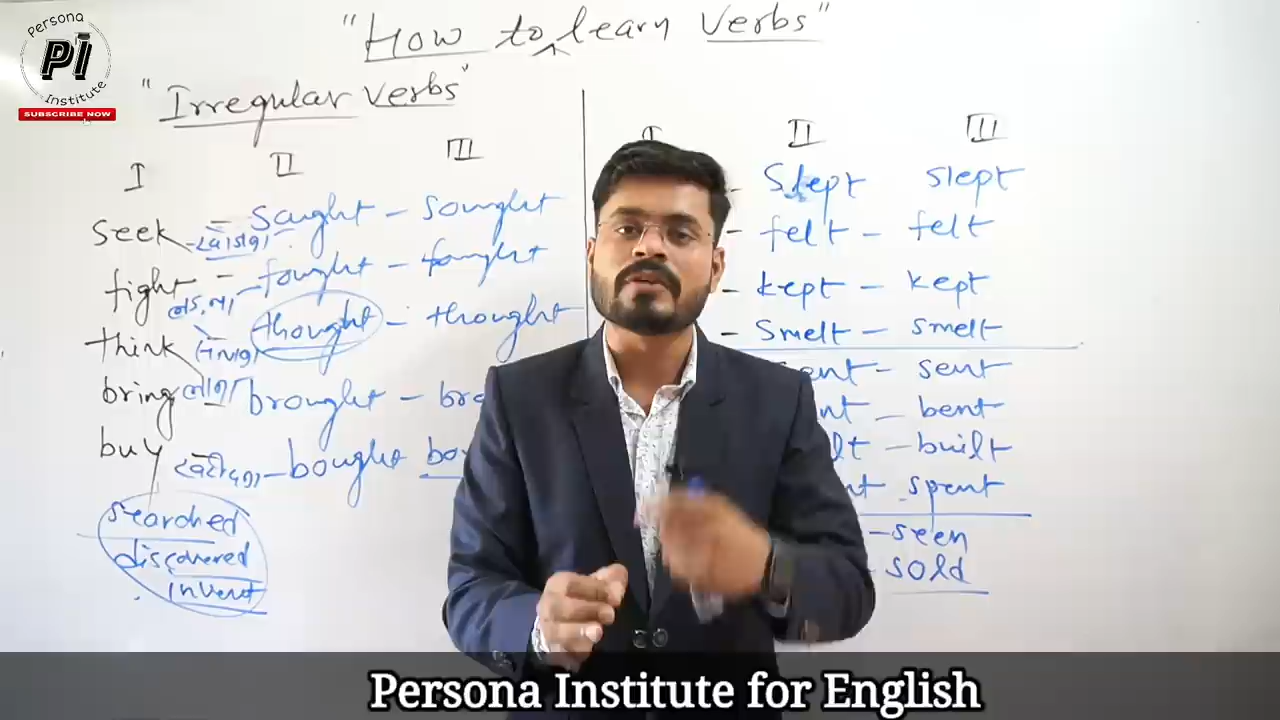 Persona
PI
Institute
SUBSCRIBE NOW
"How to learn verbs"
"Irregular verbs"
I II III
seek - saught - sought
fight - fought - fought
think thought - thought
bring - brought -
buy - bought
searched
discovered
invent
I II III
- slept slept
- felt - felt
- kept - kept
- smelt - smelt
- sent
- bent
- built
spent
- seen
- sold
Persona Institute for English